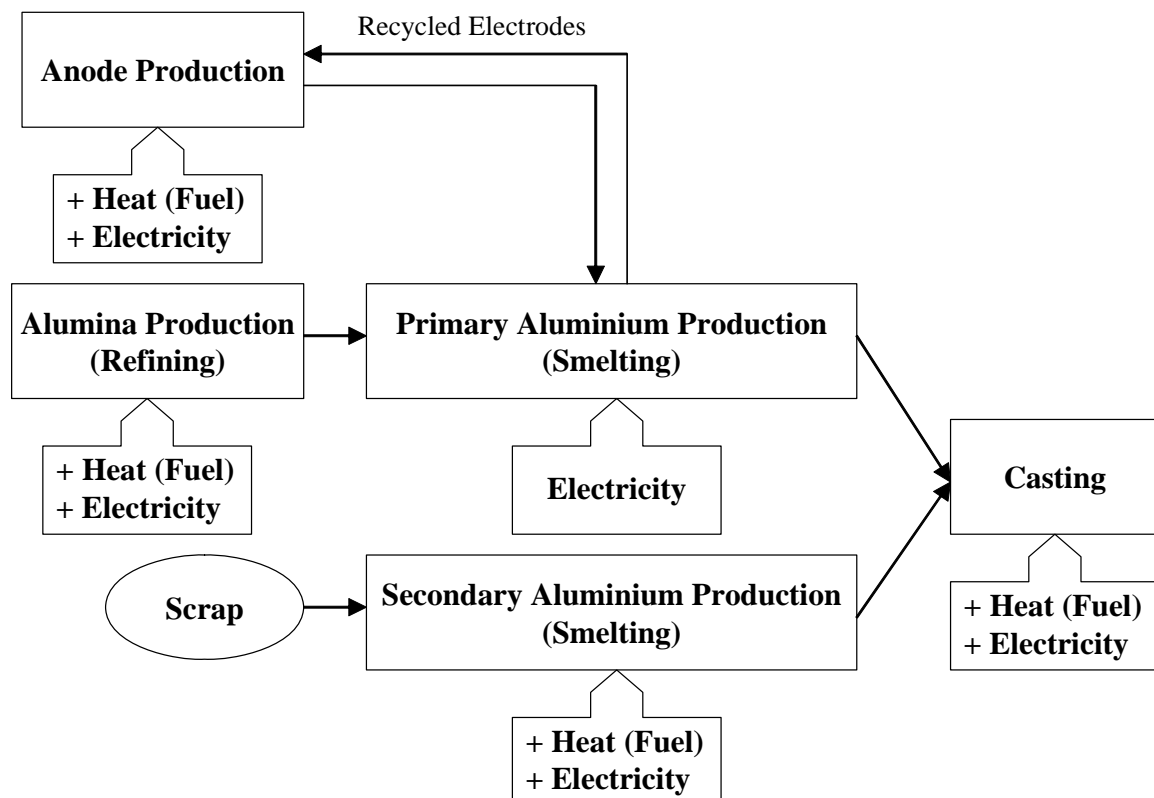 Recycled Electrodes
Anode Production
+ Heat (Fuel)
+ Electricity
Alumina Production
(Refining)
Primary Aluminium Production
(Smelting)
+ Heat (Fuel)
+ Electricity
Electricity
Casting
Scrap
Secondary Aluminium Production
(Smelting)
+ Heat (Fuel)
+ Electricity
+ Heat (Fuel)
+ Electricity